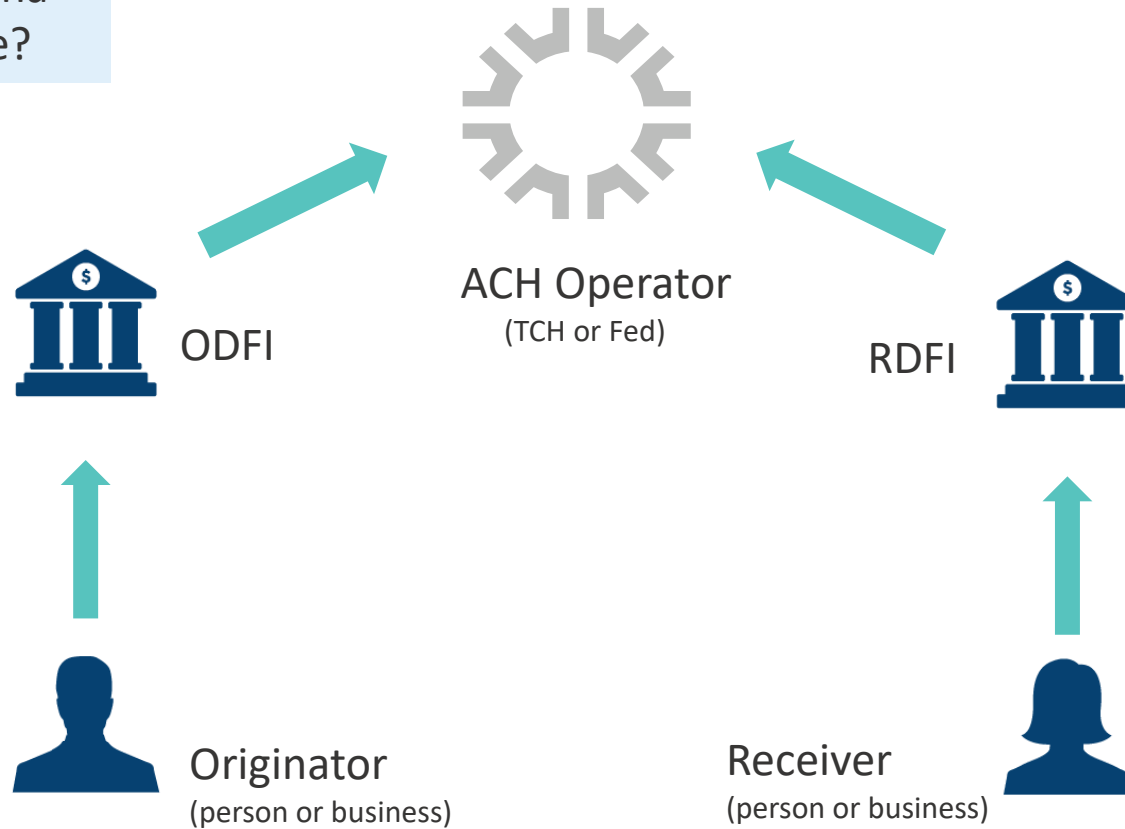 e?
ACH Operator
(TCH or Fed)
ODFI
RDFI
$
$
Originator
(person or business)
Receiver
(person or business)